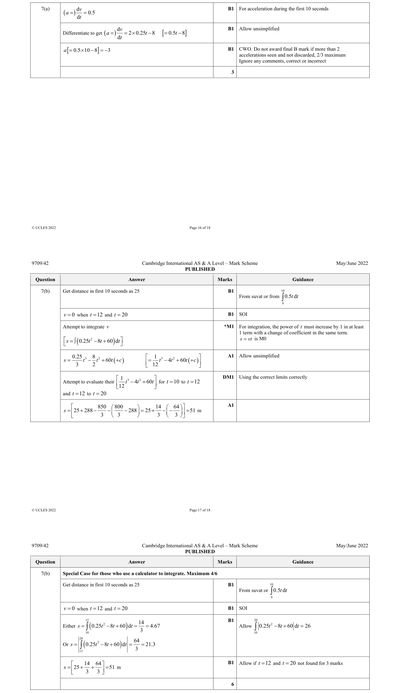 7(a)
(a =) dv/dt = 0.5
B1
For acceleration during the first 10 seconds
Differentiate to get (a =) dv/dt = 2 × 0.25t − 8 [= 0.5t − 8]
B1
Allow unsimplified
a[= 0.5×10 − 8] = −3
B1
CWO. Do not award final B mark if more than 2
accelerations seen and not discarded, 2/3 maximum
Ignore any comments, correct or incorrect
3
© UCLES 2022
Page 16 of 18
9709/42
Cambridge International AS & A Level – Mark Scheme
PUBLISHED
May/June 2022
Question
Answer
Marks
Guidance
7(b)
Get distance in first 10 seconds as 25
B1
From suvat or from ∫0.5t dt
v = 0 when t = 12 and t = 20
B1
SOI
Attempt to integrate v
[s = ∫(0.25t² − 8t + 60)dt]
*M1
For integration, the power of t must increase by 1 in at least
1 term with a change of coefficient in the same term.
s = vt is M0
s = 0.25/3 t³ − 8/2 t² + 60t (+c) [= 1/12 t³ − 4t² + 60t (+c)]
A1
Allow unsimplified
Attempt to evaluate their [1/12 t³ − 4t² + 60t] for t = 10 to t = 12
and t = 12 to t = 20
DM1
Using the correct limits correctly
s = [25 + 288 − 850/3 − (800/3 − 288) = 25 + 14/3 − (−64/3)] = 51 m
A1
© UCLES 2022
Page 17 of 18
9709/42
Cambridge International AS & A Level – Mark Scheme
PUBLISHED
May/June 2022
Question
Answer
Marks
Guidance
7(b)
Special Case for those who use a calculator to integrate. Maximum 4/6
Get distance in first 10 seconds as 25
B1
From suvat or ∫0.5t dt
v = 0 when t = 12 and t = 20
B1
SOI
Either s = ∫(0.25t² − 8t + 60)dt = 14/3 = 4.67
Or s = |∫(0.25t² − 8t + 60)dt| = 64/3 = 21.3
B1
Allow ∫|0.25t² − 8t + 60| dt = 26
s = [25 + 14/3 + 64/3] = 51 m
B1
Allow if t = 12 and t = 20 not found for 3 marks
6